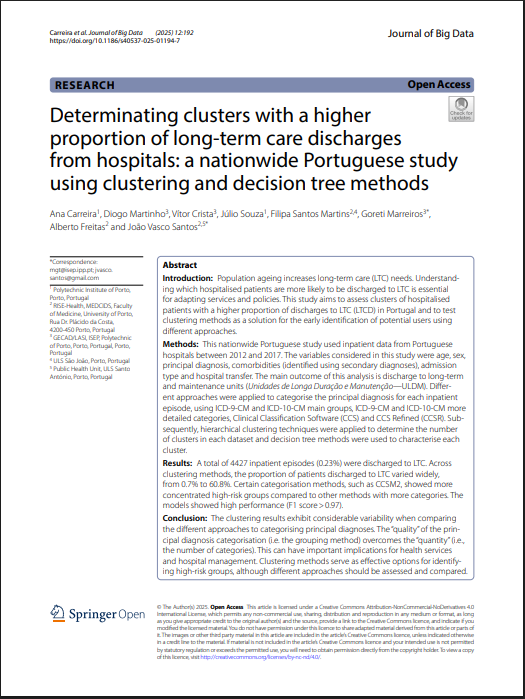 Carreira et al. Journal of Big Data (2025) 12:192
https://doi.org/10.1186/s40537-025-01194-7
Journal of Big Data
RESEARCH
Open Access
Check for
updates
Determinating clusters with a higher
proportion of long-term care discharges
from hospitals: a nationwide Portuguese study
using clustering and decision tree methods
Ana Carreira1, Diogo Martinho3, Vítor Crista3, Júlio Souza1, Filipa Santos Martins2,4, Goreti Marreiros3*,
Alberto Freitas2 and João Vasco Santos2,5*
*Correspondence:
mgt@isep.ipp.pt; jvasco.
santos@gmail.com
1 Polytechnic Institute of Porto,
Porto, Portugal
2 RISE-Health, MEDCIDS, Faculty
of Medicine, University of Porto,
Rua Dr. Plácido da Costa,
4200-450 Porto, Portugal
3 GECAD/LASI, ISEP, Polytechnic
of Porto, Porto, Portugal, Porto,
Portugal
4 ULS São João, Porto, Portugal
5 Public Health Unit, ULS Santo
António, Porto, Portugal
Abstract
Introduction: Population ageing increases long-term care (LTC) needs. Understand-
ing which hospitalised patients are more likely to be discharged to LTC is essential
for adapting services and policies. This study aims to assess clusters of hospitalised
patients with a higher proportion of discharges to LTC (LTCD) in Portugal and to test
clustering methods as a solution for the early identification of potential users using
different approaches.
Methods: This nationwide Portuguese study used inpatient data from Portuguese
hospitals between 2012 and 2017. The variables considered in this study were age, sex,
principal diagnosis, comorbidities (identified using secondary diagnoses), admission
type and hospital transfer. The main outcome of this analysis is discharge to long-term
and maintenance units (Unidades de Longa Duração e Manutenção—ULDM). Differ-
ent approaches were applied to categorise the principal diagnosis for each inpatient
episode, using ICD-9-CM and ICD-10-CM main groups, ICD-9-CM and ICD-10-CM more
detailed categories, Clinical Classification Software (CCS) and CCS Refined (CCSR). Sub-
sequently, hierarchical clustering techniques were applied to determine the number
of clusters in each dataset and decision tree methods were used to characterise each
cluster.
Results: A total of 4427 inpatient episodes (0.23%) were discharged to LTC. Across
clustering methods, the proportion of patients discharged to LTC varied widely,
from 0.7% to 60.8%. Certain categorisation methods, such as CCSM2, showed more
concentrated high-risk groups compared to other methods with more categories. The
models showed high performance (F1 score > 0.97).
Conclusion: The clustering results exhibit considerable variability when comparing
the different approaches to categorising principal diagnoses. The "quality" of the prin-
cipal diagnosis categorisation (i.e. the grouping method) overcomes the "quantity" (i.e.,
the number of categories). This can have important implications for health services
and hospital management. Clustering methods serve as effective options for identify-
ing high-risk groups, although different approaches should be assessed and compared.
Springer Open
© The Author(s) 2025. Open Access This article is licensed under a Creative Commons Attribution-NonCommercial-NoDerivatives 4.0
International License, which permits any non-commercial use, sharing, distribution and reproduction in any medium or format, as long
as you give appropriate credit to the original author(s) and the source, provide a link to the Creative Commons licence, and indicate if you
modified the licensed material. You do not have permission under this licence to share adapted material derived from this article or parts of
it. The images or other third party material in this article are included in the article's Creative Commons licence, unless indicated otherwise
in a credit line to the material. If material is not included in the article's Creative Commons licence and your intended use is not permitted
by statutory regulation or exceeds the permitted use, you will need to obtain permission directly from the copyright holder. To view a copy
of this licence, visit http://creativecommons.org/licenses/by-nc-nd/4.0/.